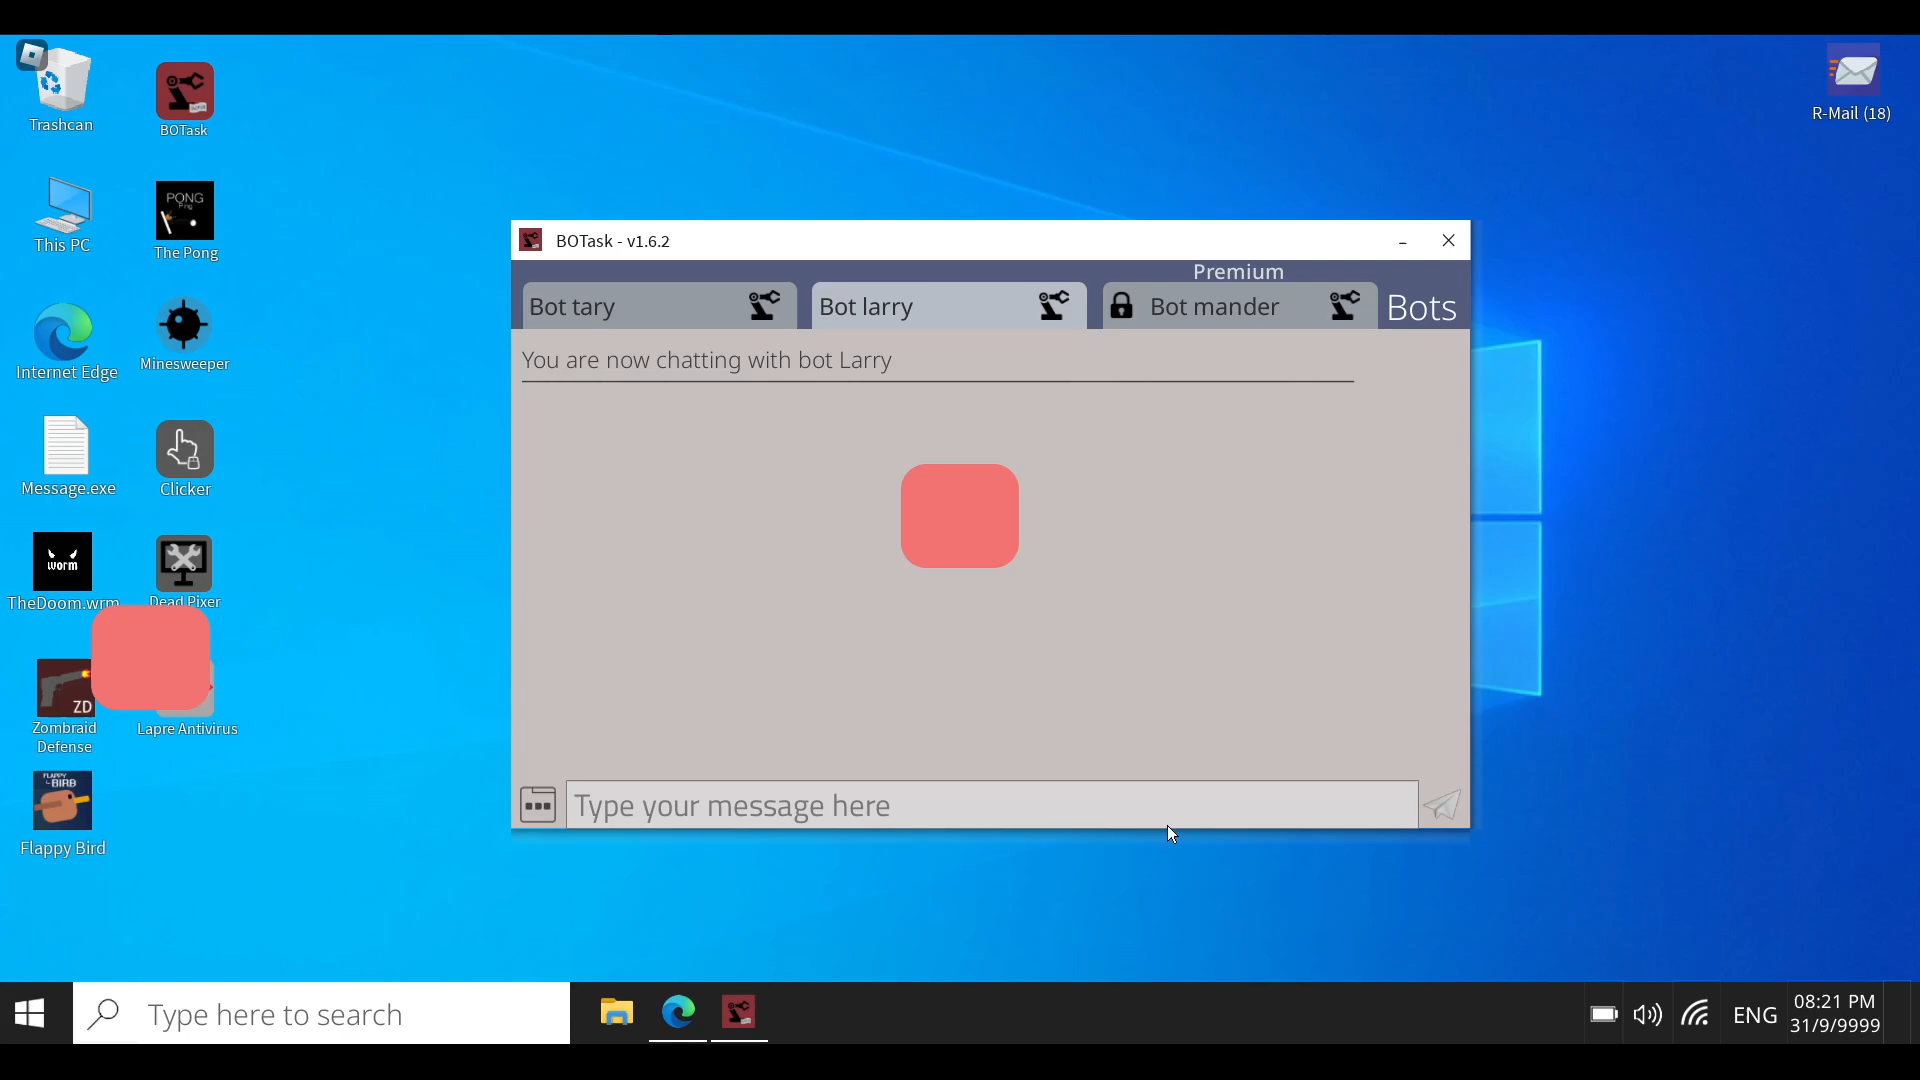 Trashcan
BOTask
R-Mail (18)
This PC
PONG
Ping
The Pong
BOTask - v1.6.2
Premium
Bot tary
Bot larry
Bot mander
Bots
You are now chatting with bot Larry
Internet Edge
Minesweeper
Message.exe
Clicker
worm
TheDoom.wrm
Dead Pixer
ZD
Zombraid
Defense
Lapre Antivirus
FLAPPY
BIRB
Flappy Bird
Type your message here
Type here to search
ENG
08:21 PM
31/9/9999